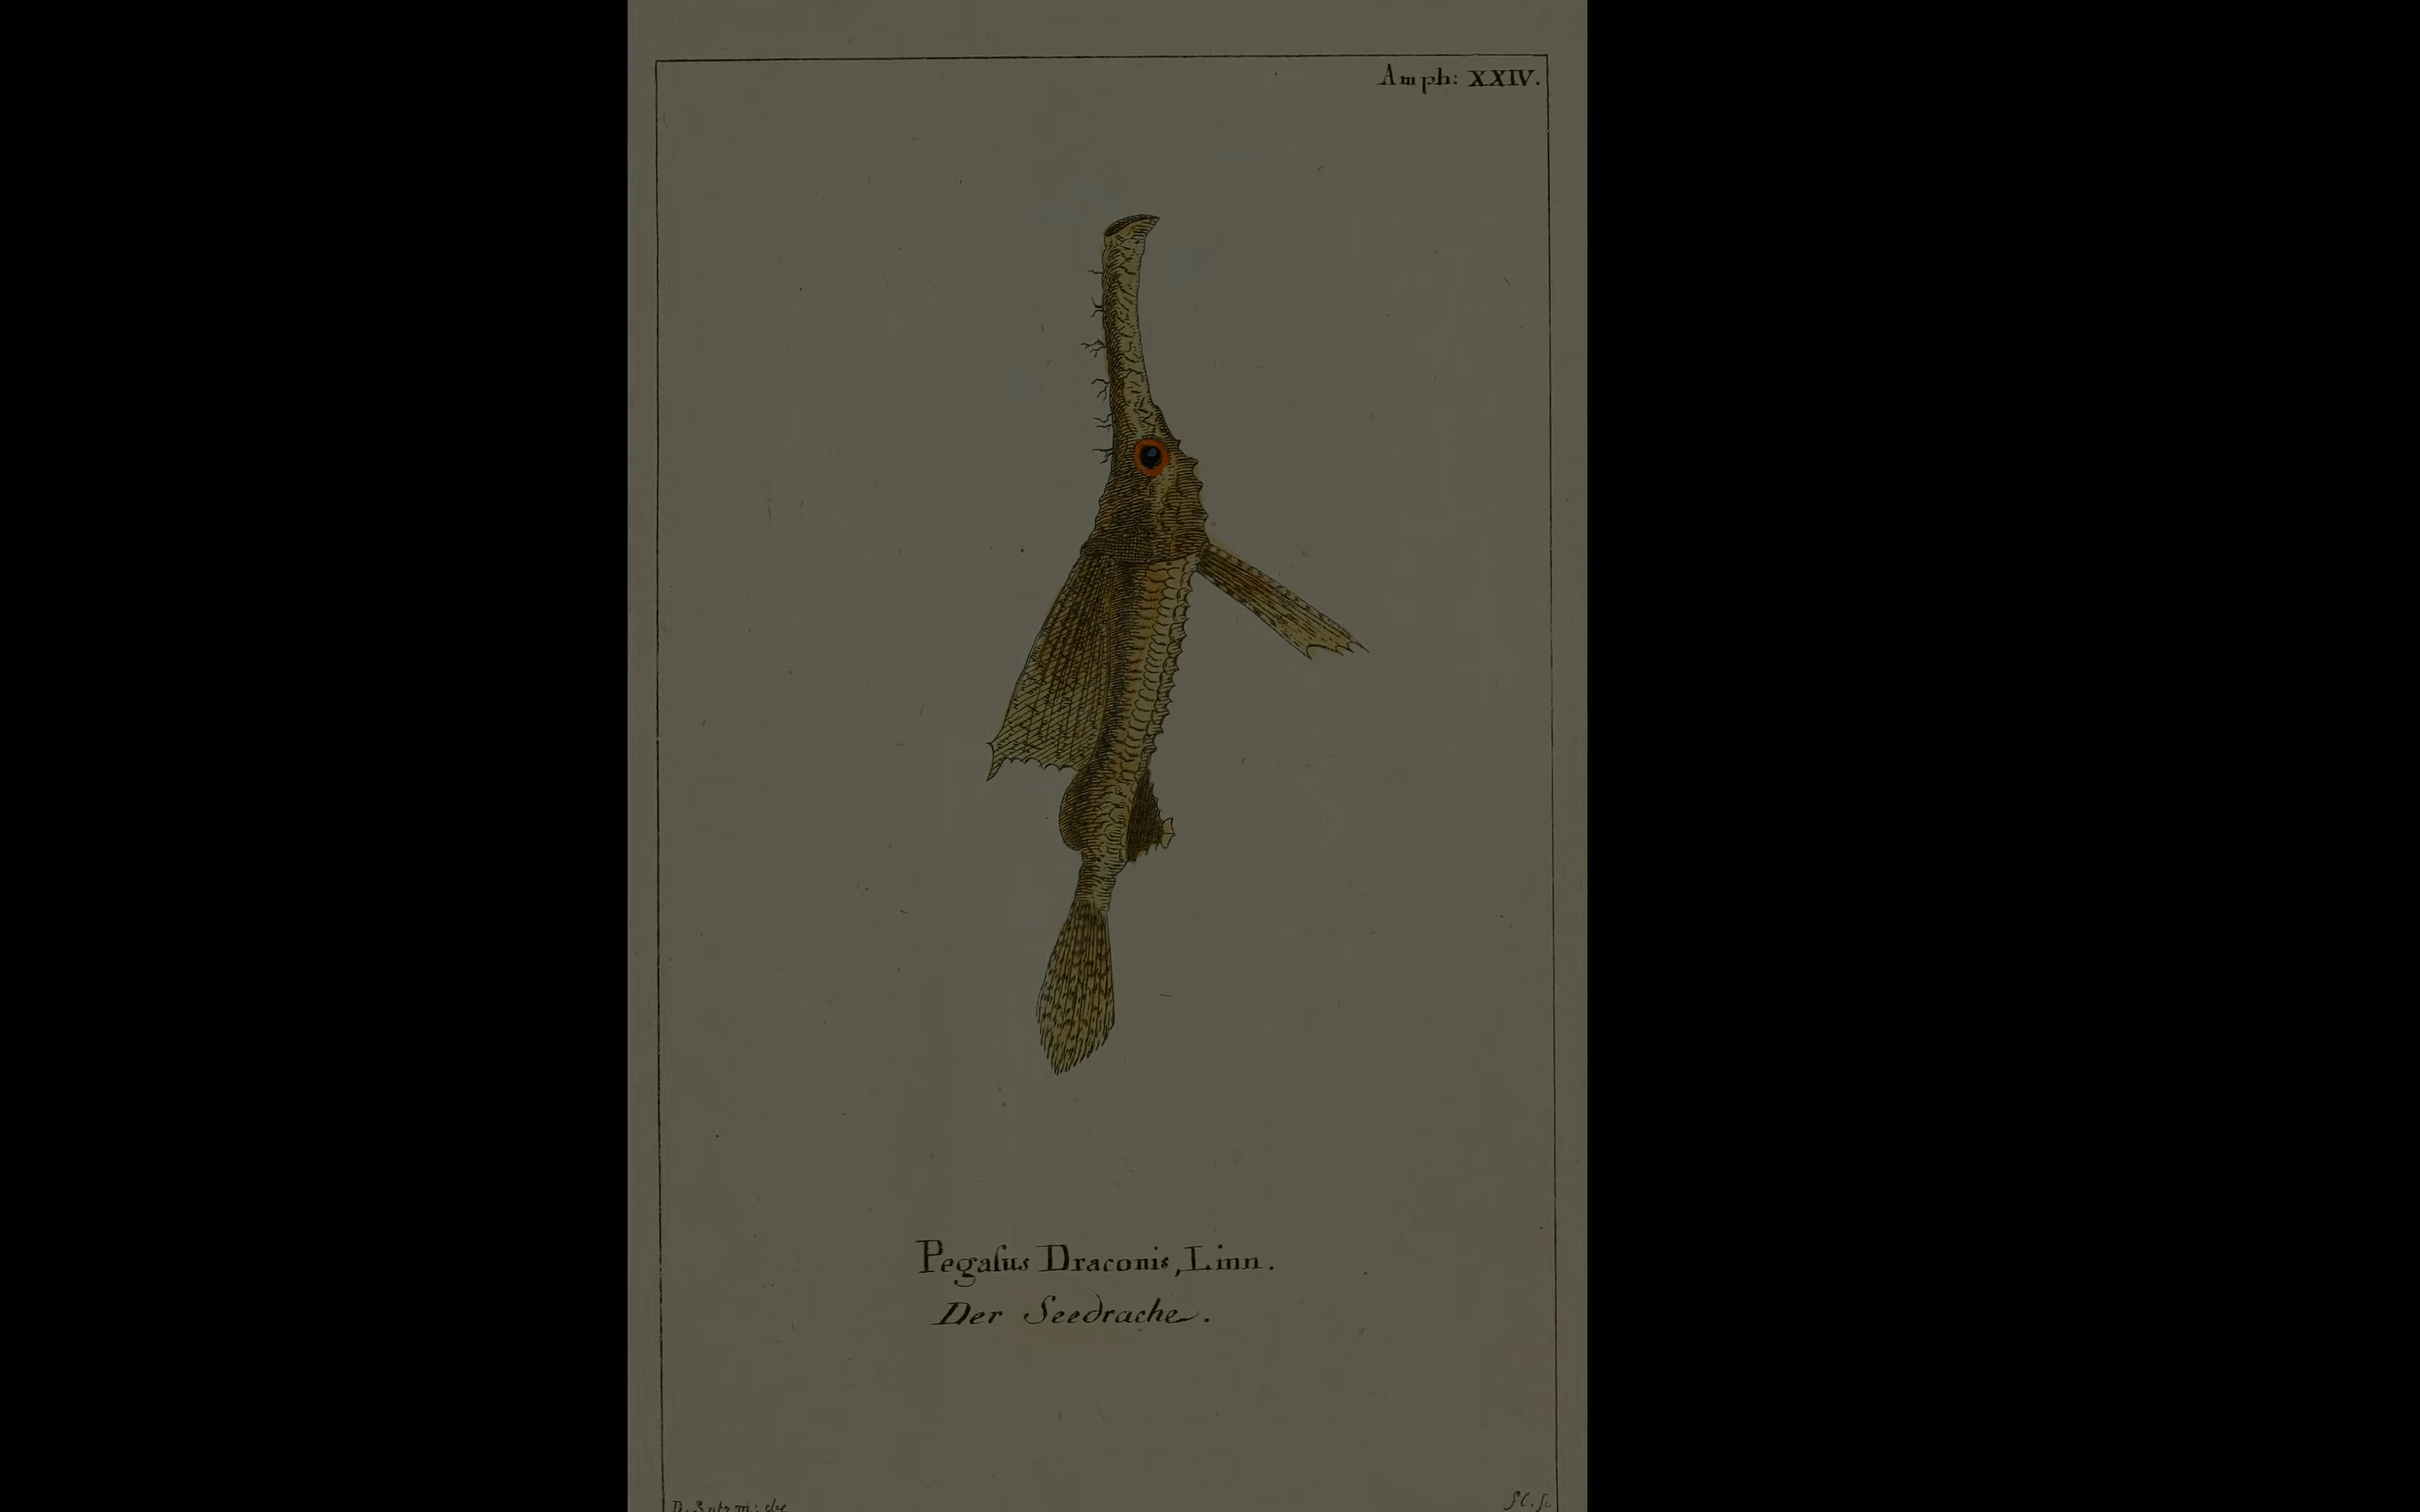 Amph: XXIV.
Pegaſus Draconis, Linn.
Der Seedrache.